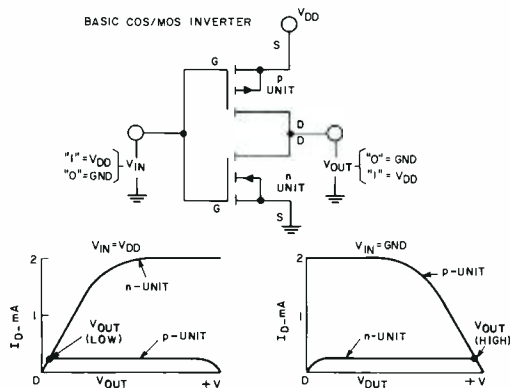 BASIC COS/MOS INVERTER
VDD
S
G
p
UNIT
D
D
"1" = VDD
"0" = GND
VIN
VOUT
"0" = GND
"1" = VDD
n
UNIT
G
S
VIN = VDD
2
n-UNIT
1
ID-mA
VOUT
(LOW)
p-UNIT
D
VOUT
+V
VIN = GND
2
p-UNIT
1
ID-mA
n-UNIT
VOUT
(HIGH)
D
VOUT
+V